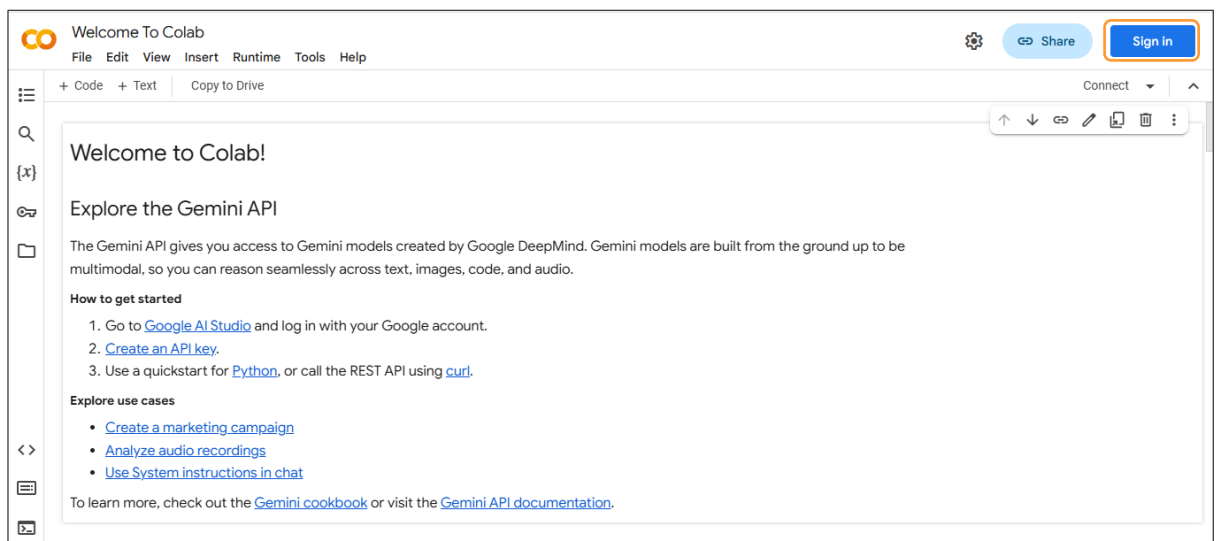 Welcome To Colab
File Edit View Insert Runtime Tools Help
Share
Sign in
+ Code + Text Copy to Drive
Connect
{x}
Welcome to Colab!
Explore the Gemini API
The Gemini API gives you access to Gemini models created by Google DeepMind. Gemini models are built from the ground up to be
multimodal, so you can reason seamlessly across text, images, code, and audio.
How to get started
1. Go to Google AI Studio and log in with your Google account.
2. Create an API key.
3. Use a quickstart for Python, or call the REST API using curl.
Explore use cases
• Create a marketing campaign
• Analyze audio recordings
• Use System instructions in chat
To learn more, check out the Gemini cookbook or visit the Gemini API documentation.